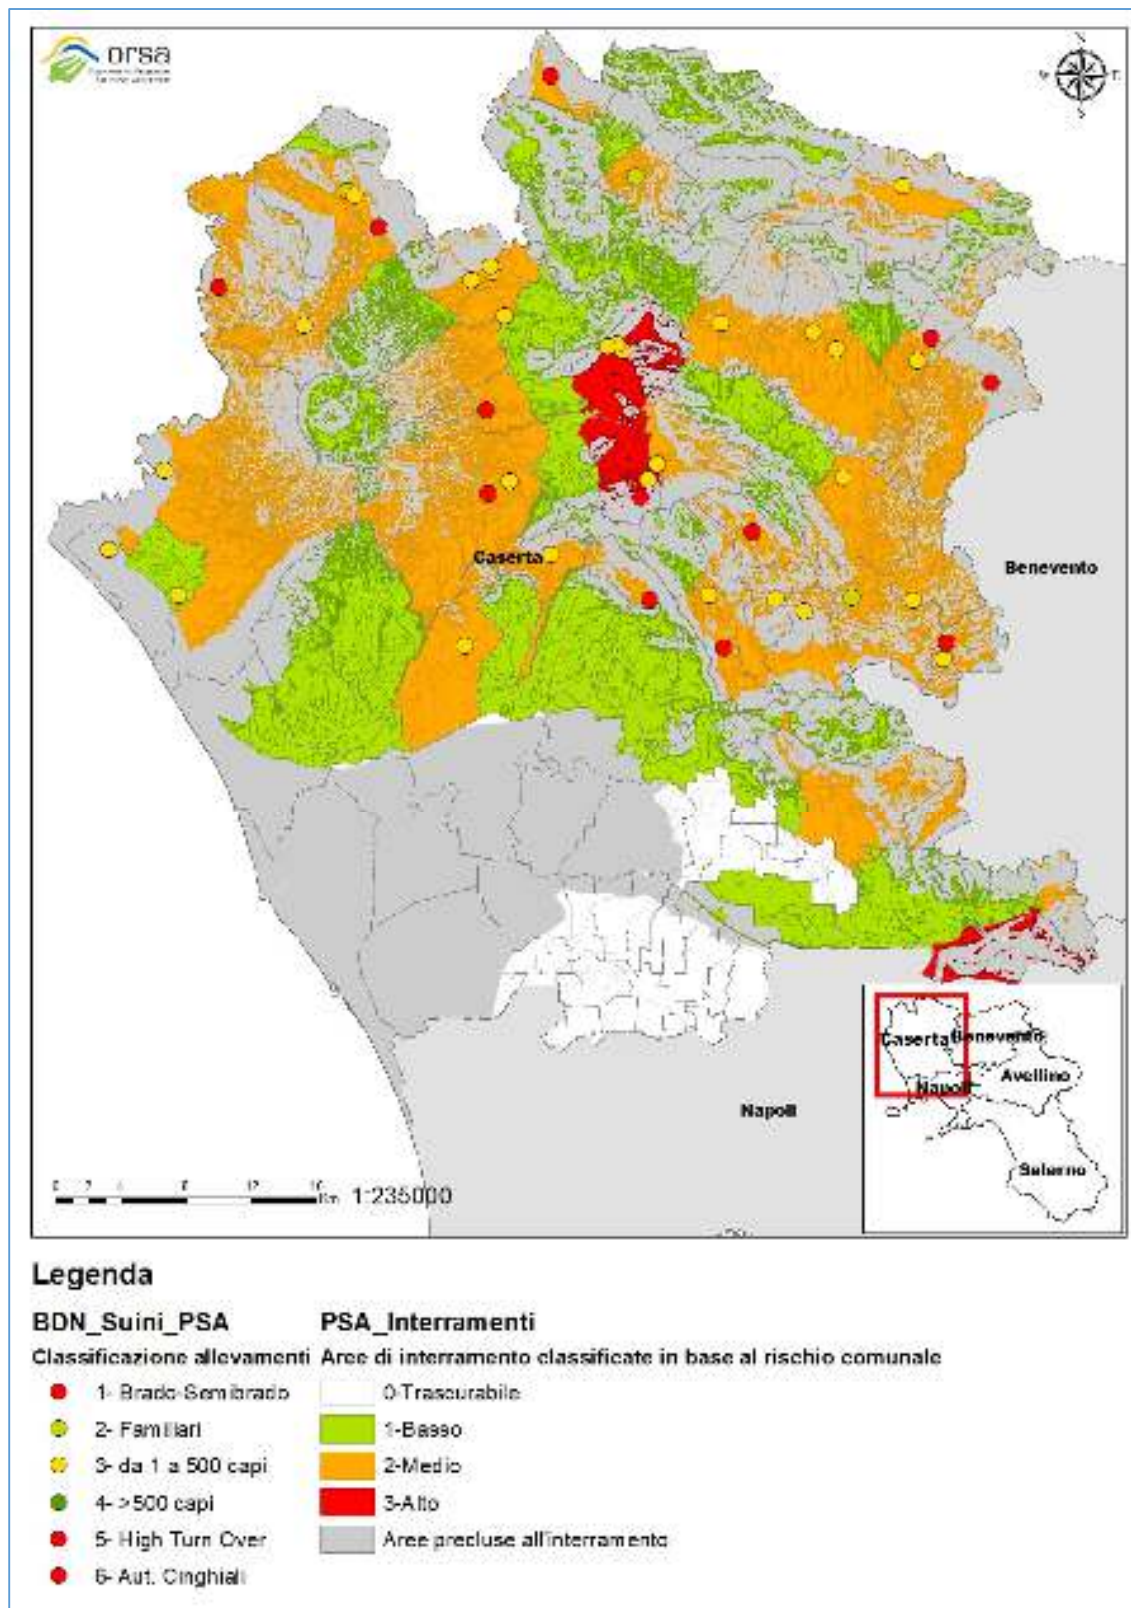 orsa
Caserta
Benevento
Napoli
Caserta
Benevento
Avellino
Napoli
Salerno
1:235000
Legenda
BDN_Suini_PSA
PSA_Interramenti
Classificazione allevamenti
Aree di interramento classificate in base al rischio comunale
1- Brado-Semibrado
0-Trascurabile
2- Familiari
1-Basso
3- da 1 a 500 capi
2-Medio
4- >500 capi
3-Alto
5- High Turn Over
Aree precluse all'interramento
6- Aut. Cinghiali